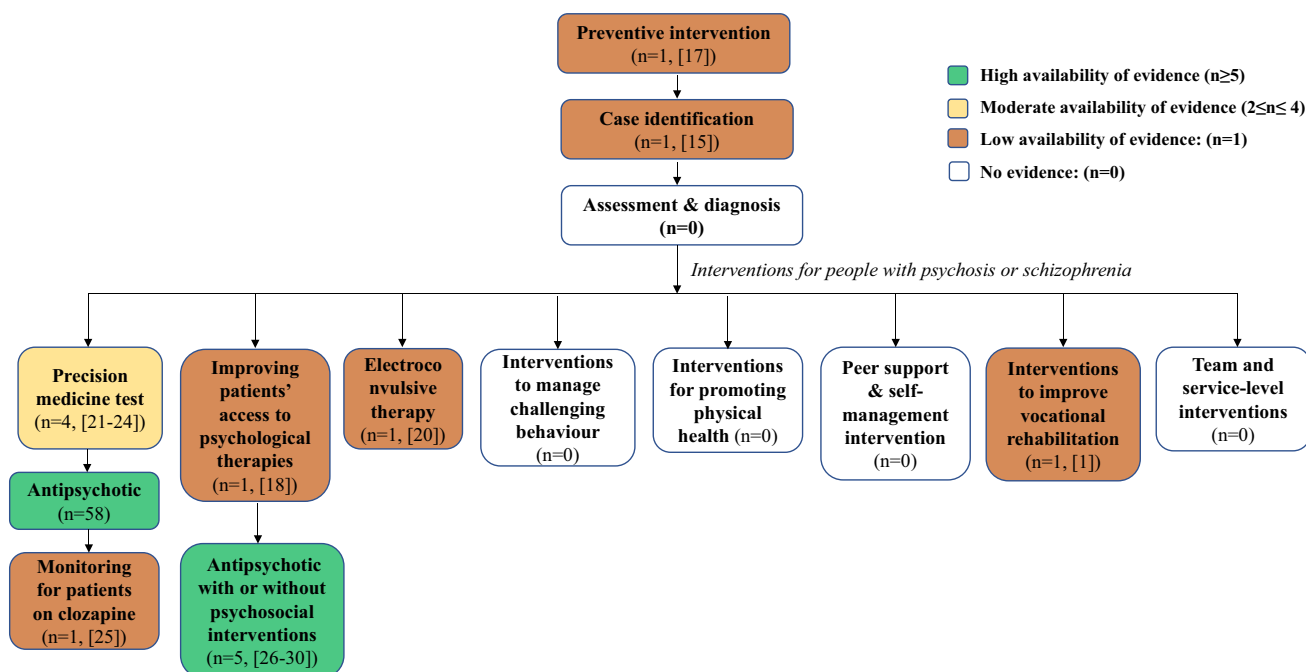 Preventive intervention
(n=1, [17])
High availability of evidence (n≥5)
Moderate availability of evidence (2≤n≤ 4)
Low availability of evidence: (n=1)
No evidence: (n=0)
Case identification
(n=1, [15])
Assessment & diagnosis
(n=0)
Interventions for people with psychosis or schizophrenia
Precision
medicine test
(n=4, [21-24])
Improving
patients’
access to
psychological
therapies
(n=1, [18])
Electroco
nvulsive
therapy
(n=1, [20])
Interventions
to manage
challenging
behaviour
(n=0)
Interventions
for promoting
physical
health (n=0)
Peer support
& self-
management
intervention
(n=0)
Interventions
to improve
vocational
rehabilitation
(n=1, [1])
Team and
service-level
interventions
(n=0)
Antipsychotic
(n=58)
Monitoring
for patients
on clozapine
(n=1, [25])
Antipsychotic
with or without
psychosocial
interventions
(n=5, [26-30])